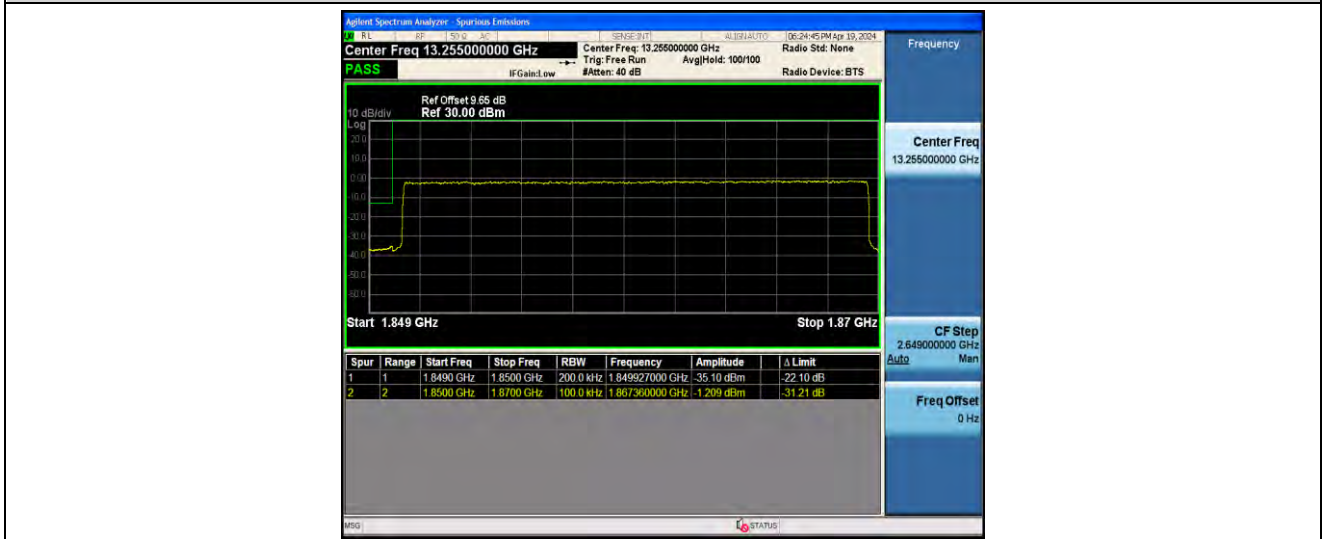 Agilent Spectrum Analyzer - Spurious Emissions
RL RF 50 Ω AC SENSE:INT ALIGNAUTO 06:24:45 PM Apr 19, 2024
Center Freq 13.255000000 GHz
Center Freq: 13.255000000 GHz
Radio Std: None
Trig: Free Run Avg|Hold: 100/100
PASS
IFGain:Low
#Atten: 40 dB
Radio Device: BTS
Ref Offset 9.65 dB
10 dB/div Ref 30.00 dBm
Log
20.0
10.0
0.00
-10.0
-20.0
-30.0
-40.0
-50.0
-60.0
Start 1.849 GHz Stop 1.87 GHz
Spur Range Start Freq Stop Freq RBW Frequency Amplitude Δ Limit
1 1 1.8490 GHz 1.8500 GHz 200.0 kHz 1.849927000 GHz -35.10 dBm -22.10 dB
2 2 1.8500 GHz 1.8700 GHz 100.0 kHz 1.867360000 GHz -1.209 dBm -31.21 dB
Frequency
Center Freq
13.255000000 GHz
CF Step
2.649000000 GHz
Auto Man
Freq Offset
0 Hz
MSG STATUS